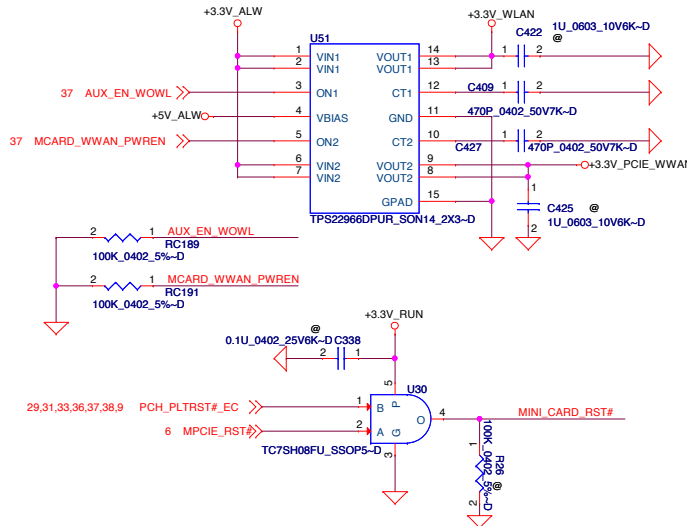 +3.3V_ALW
+3.3V_WLAN
U51
C422
1U_0603_10V6K~D
@
1 VIN1 VOUT1 14 1 2
2 VIN1 VOUT1 13
37 AUX_EN_WOWL 3 ON1 CT1 12 C409 1 2
+5V_ALW 4 VBIAS GND 11 470P_0402_50V7K~D
37 MCARD_WWAN_PWREN 5 ON2 CT2 10 1 2
C427 470P_0402_50V7K~D
6 VIN2 VOUT2 9 +3.3V_PCIE_WWAN
7 VIN2 VOUT2 8
GPAD 15
1
C425 @
1U_0603_10V6K~D
2
TPS22966DPUR_SON14_2X3~D
2 1 AUX_EN_WOWL
RC189
100K_0402_5%~D
2 1 MCARD_WWAN_PWREN
RC191
100K_0402_5%~D
+3.3V_RUN
@
0.1U_0402_25V6K~D C338
2 1
U30
5
P
29,31,33,36,37,38,9 PCH_PLTRST#_EC 1 B
O 4 MINI_CARD_RST#
6 MPCIE_RST# 2 A
G
3
TC7SH08FU_SSOP5~D
1
R26
@
100K_0402_5%~D
2